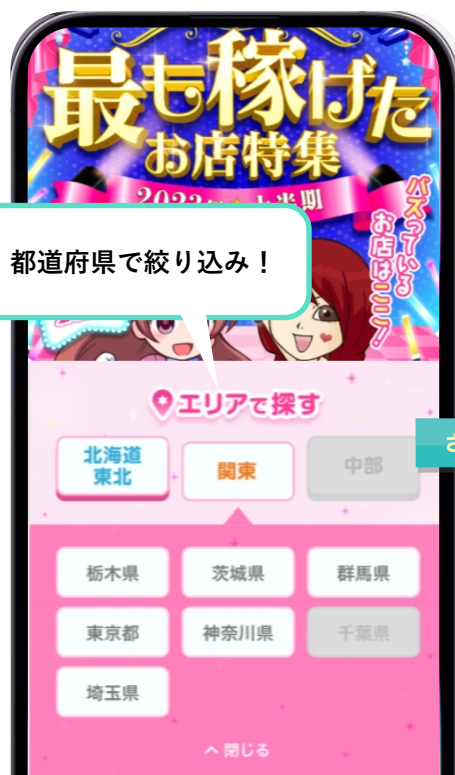 最も稼げた
お店特集
バズっている
お店はここ！
都道府県で絞り込み！
エリアで探す
北海道
東北
関東
中部
栃木県
茨城県
群馬県
東京都
神奈川県
千葉県
埼玉県
へ 閉じる